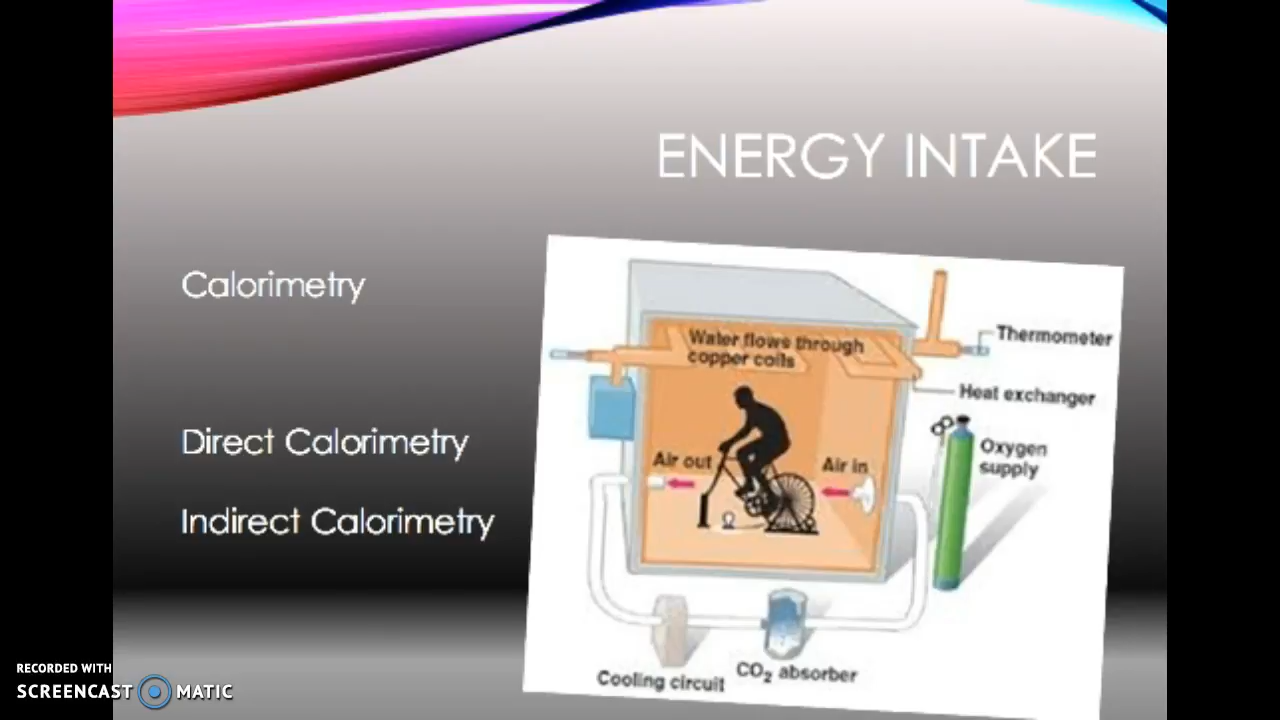 ENERGY INTAKE
Calorimetry
Direct Calorimetry
Indirect Calorimetry
Water flows through
copper coils
Thermometer
Heat exchanger
Oxygen
supply
Air out
Air in
CO₂ absorber
Cooling circuit
RECORDED WITH
SCREENCAST MATIC